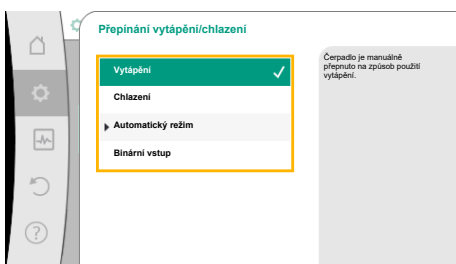 Přepínání vytápění/chlazení
Vytápění
Chlazení
Automatický režim
Binární vstup
Čerpadlo je manuálně
přepnuto na způsob použití
vytápění.
?